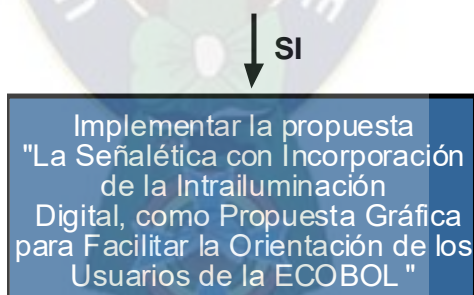 SI
Implementar la propuesta
"La Señalética con Incorporación
de la Intrailuminación
Digital, como Propuesta Gráfica
para Facilitar la Orientación de los
Usuarios de la ECOBOL "